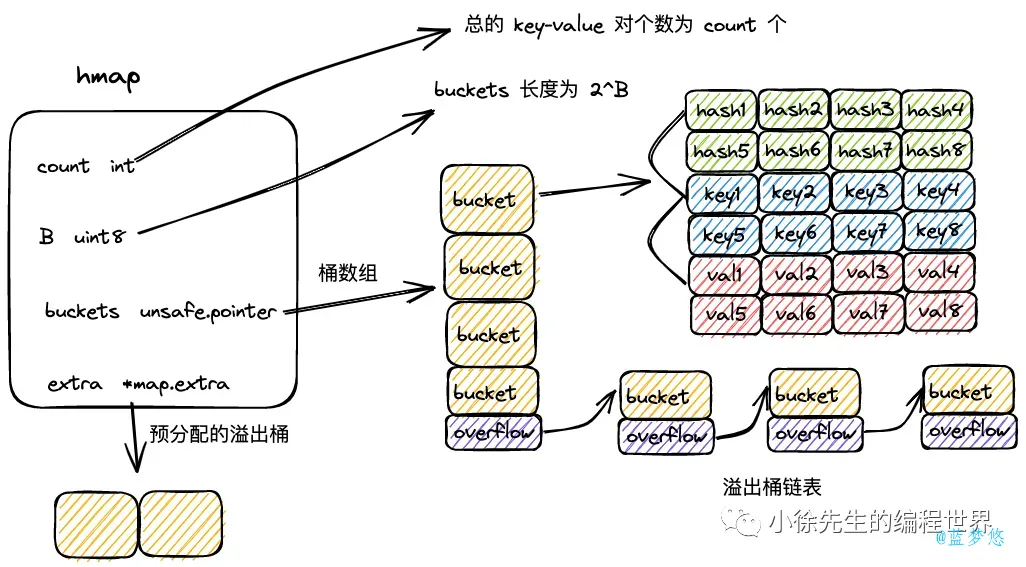 总的 key-value 对个数为 count 个
hmap
buckets 长度为 2^B
count int
B uint8
buckets unsafe.pointer
extra *map.extra
桶数组
预分配的溢出桶
bucket
bucket
bucket
bucket
overflow
hash1 hash2 hash3 hash4
hash5 hash6 hash7 hash8
key1 key2 key3 key4
key5 key6 key7 key8
val1 val2 val3 val4
val5 val6 val7 val8
bucket
overflow
bucket
overflow
bucket
overflow
溢出桶链表
小徐先生的编程世界
@蓝梦悠